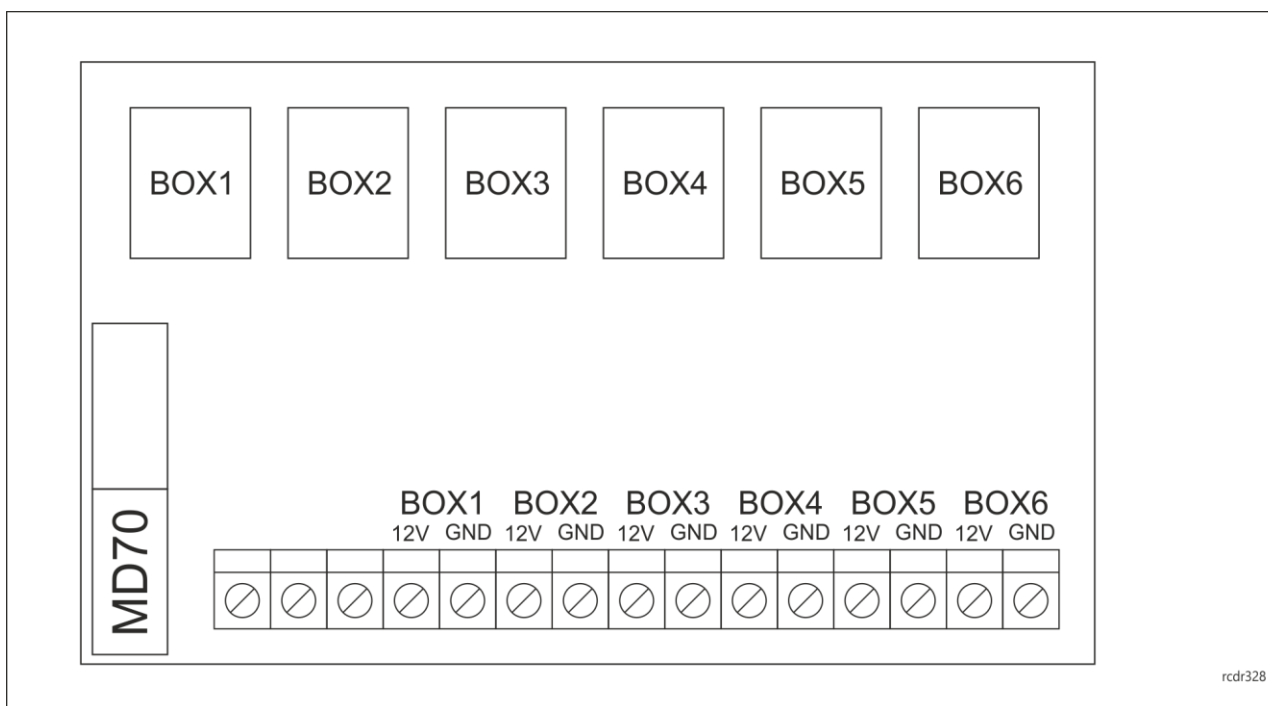 BOX1 BOX2 BOX3 BOX4 BOX5 BOX6
MD70
BOX1 BOX2 BOX3 BOX4 BOX5 BOX6
12V GND 12V GND 12V GND 12V GND 12V GND 12V GND
rcdr328